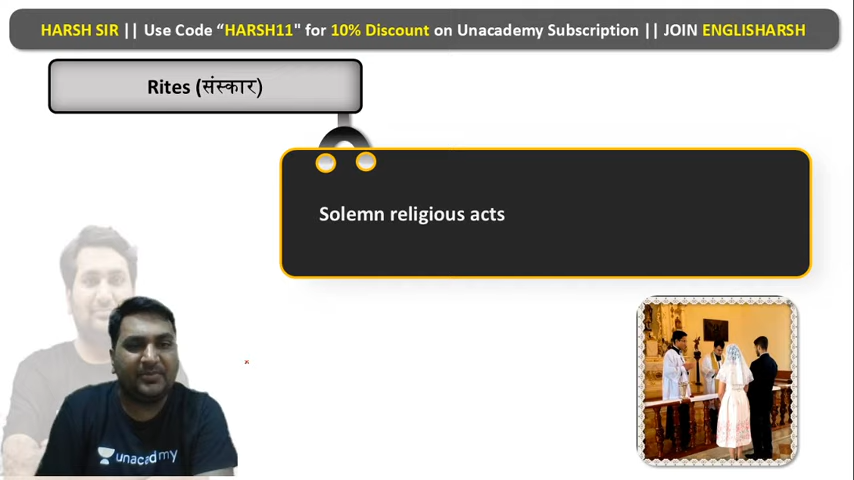 HARSH SIR || Use Code “HARSH11" for 10% Discount on Unacademy Subscription || JOIN ENGLISHARSH
Rites (संस्कार)
Solemn religious acts
unacademy